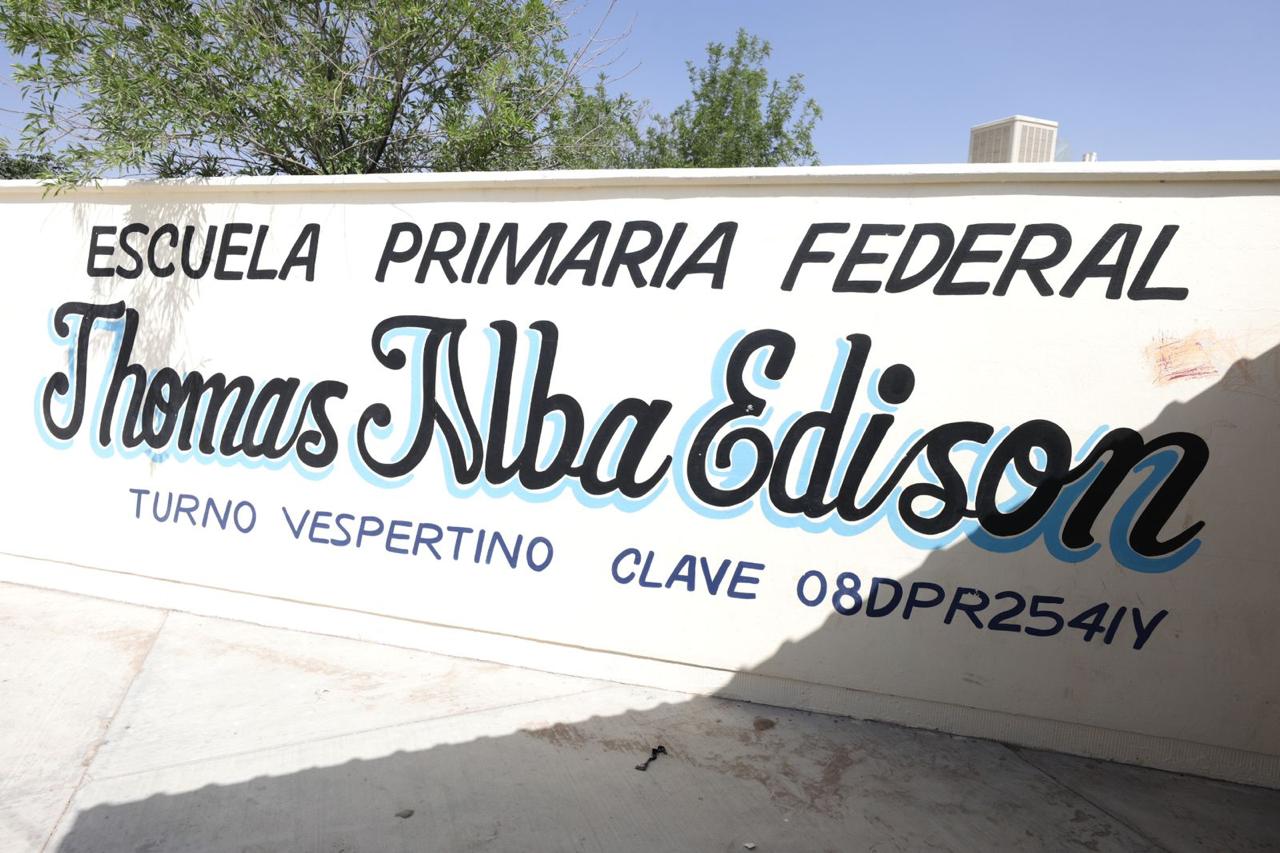 ESCUELA PRIMARIA FEDERAL
Thomas Alba Edison
TURNO VESPERTINO CLAVE 08DPR2541Y